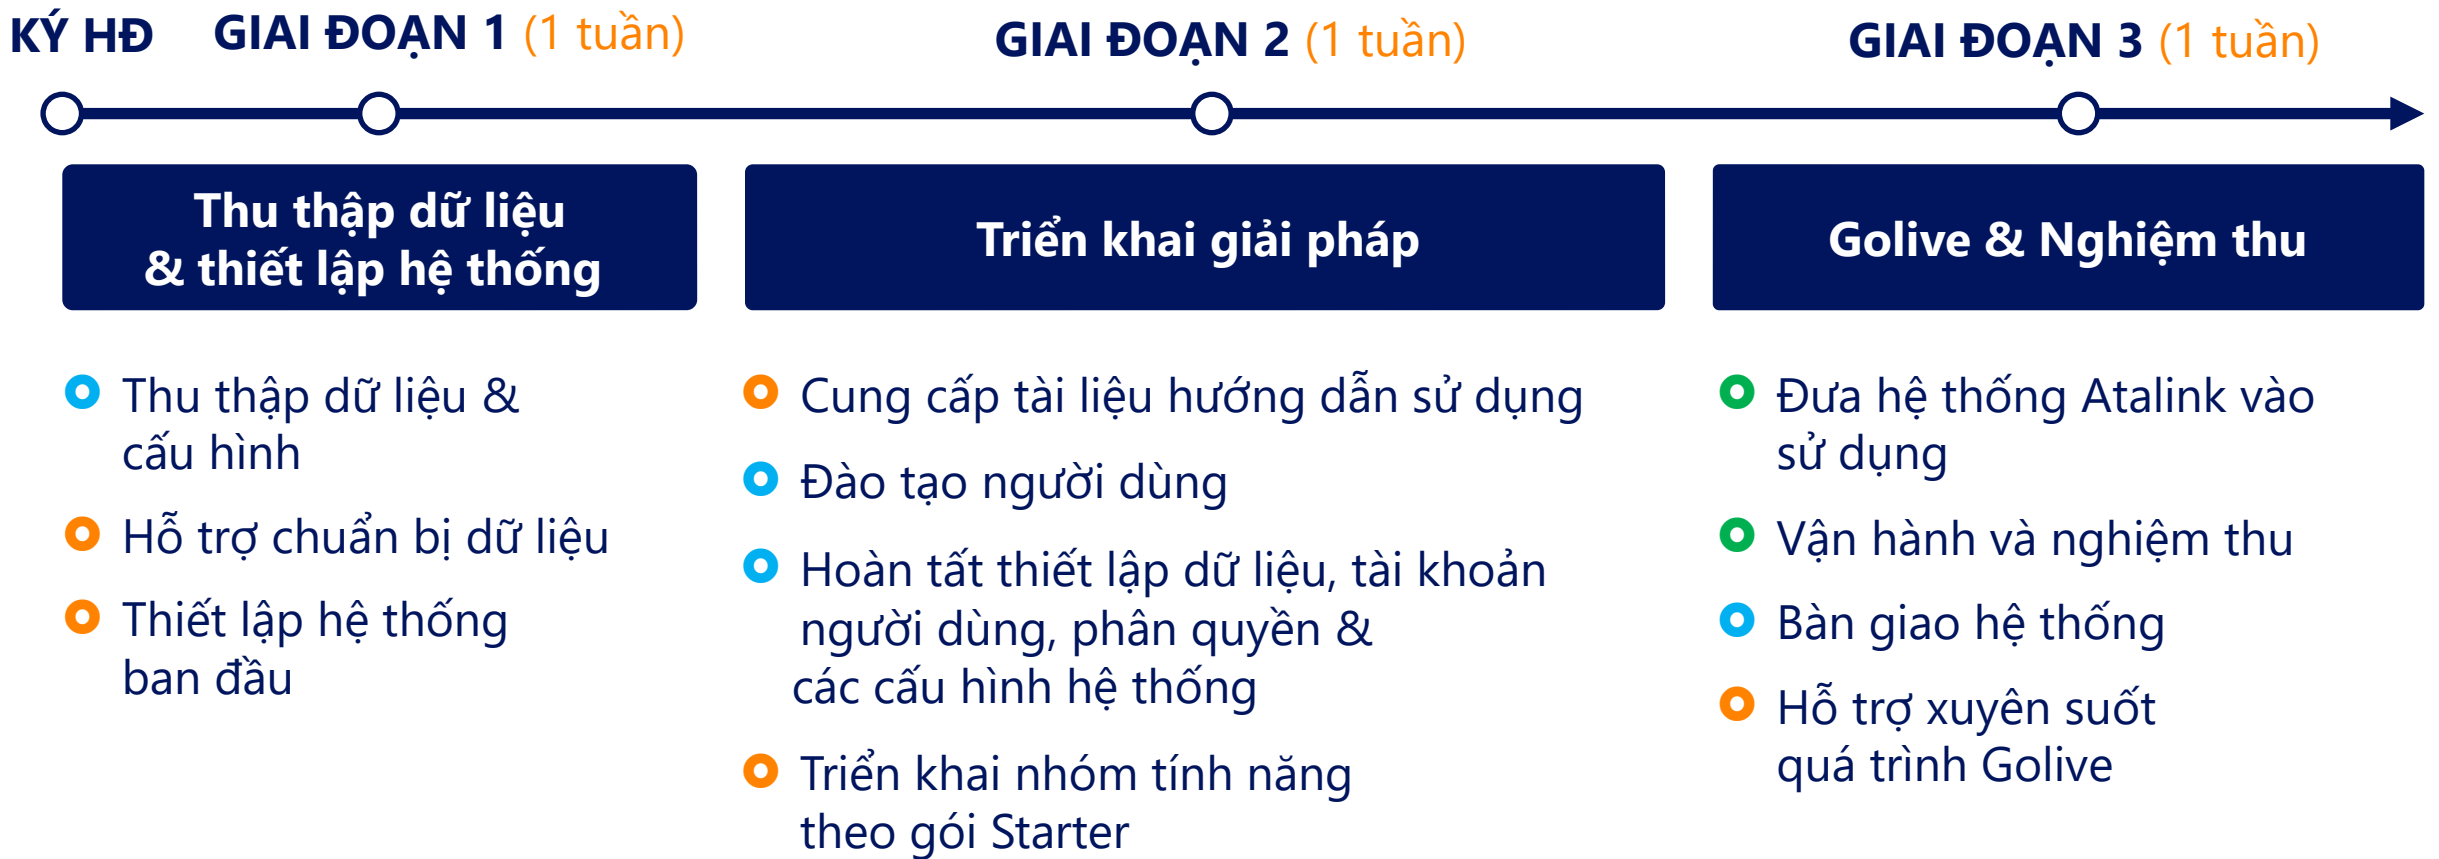 KÝ HĐ
GIAI ĐOẠN 1 (1 tuần)
GIAI ĐOẠN 2 (1 tuần)
GIAI ĐOẠN 3 (1 tuần)
Thu thập dữ liệu
& thiết lập hệ thống
Thu thập dữ liệu &
cấu hình
Hỗ trợ chuẩn bị dữ liệu
Thiết lập hệ thống
ban đầu
Triển khai giải pháp
Cung cấp tài liệu hướng dẫn sử dụng
Đào tạo người dùng
Hoàn tất thiết lập dữ liệu, tài khoản
người dùng, phân quyền &
các cấu hình hệ thống
Triển khai nhóm tính năng
theo gói Starter
Golive & Nghiệm thu
Đưa hệ thống Atalink vào
sử dụng
Vận hành và nghiệm thu
Bàn giao hệ thống
Hỗ trợ xuyên suốt
quá trình Golive